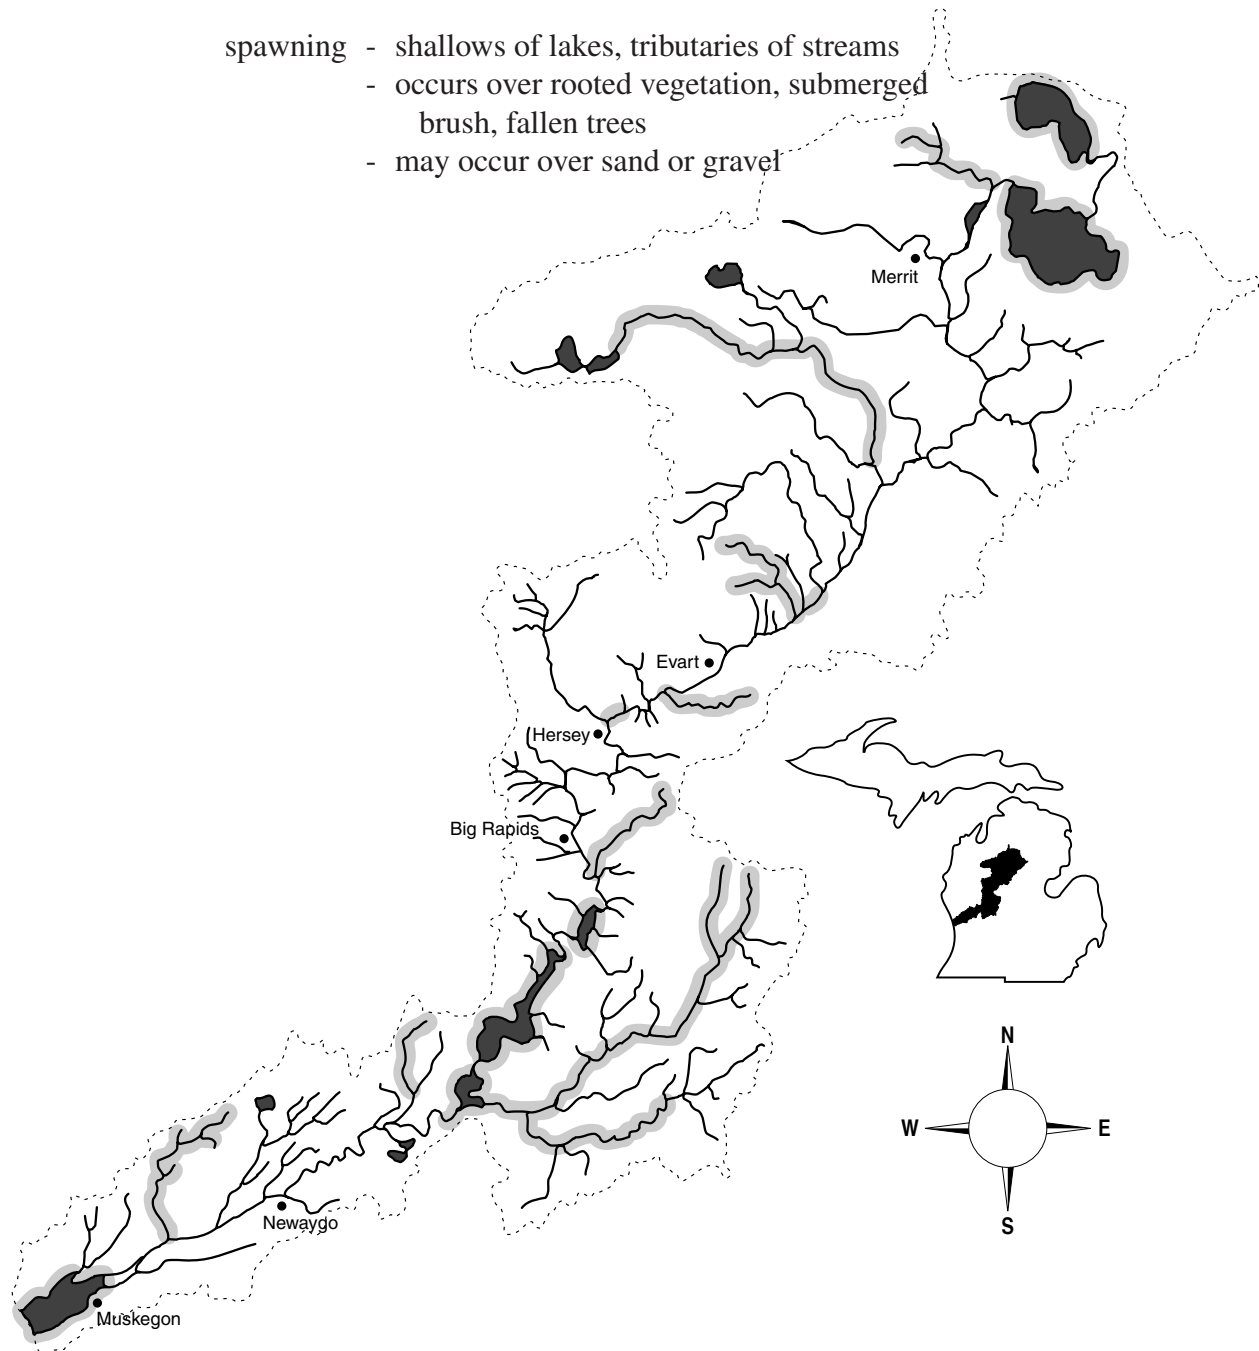 spawning - shallows of lakes, tributaries of streams
- occurs over rooted vegetation, submerged
brush, fallen trees
- may occur over sand or gravel
Merrit
Evart
Hersey
Big Rapids
N
W
E
S
Newaygo
Muskegon